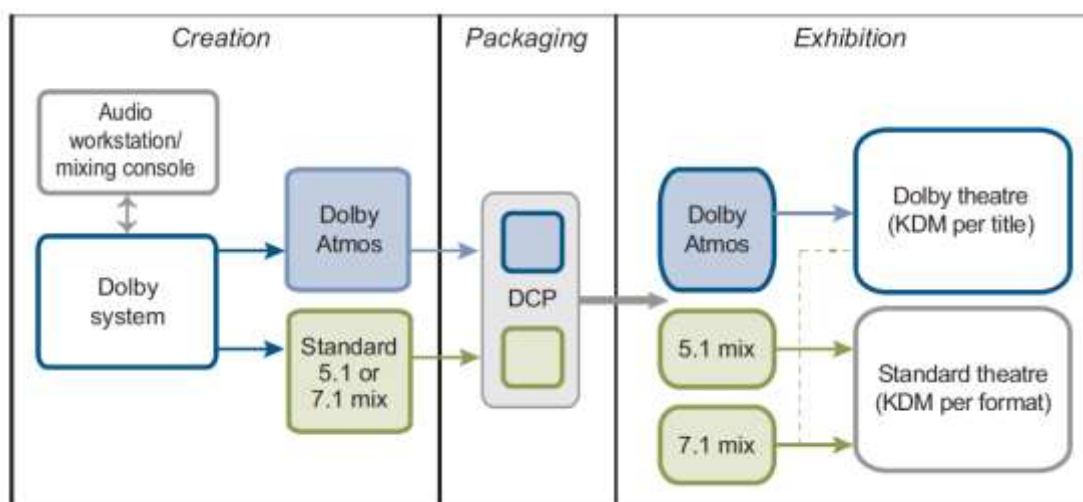 Creation
Packaging
Exhibition
Audio
workstation/
mixing console
Dolby
system
Dolby
Atmos
Standard
5.1 or
7.1 mix
DCP
Dolby
Atmos
5.1 mix
7.1 mix
Dolby theatre
(KDM per title)
Standard theatre
(KDM per format)